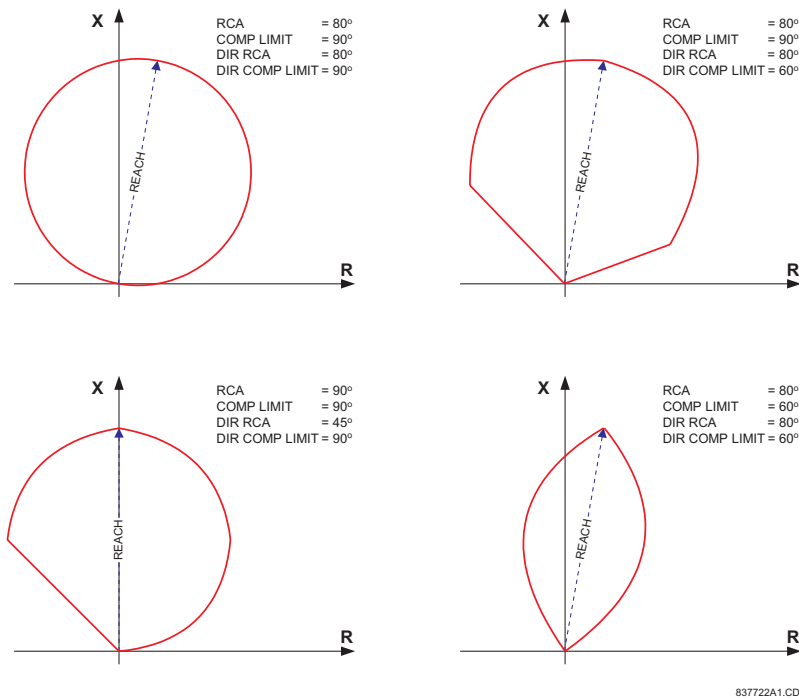 X
RCA = 80º
COMP LIMIT = 90º
DIR RCA = 80º
DIR COMP LIMIT = 90º
REACH
R
X
RCA = 80º
COMP LIMIT = 90º
DIR RCA = 80º
DIR COMP LIMIT = 60º
REACH
R
X
RCA = 90º
COMP LIMIT = 90º
DIR RCA = 45º
DIR COMP LIMIT = 90º
REACH
R
X
RCA = 80º
COMP LIMIT = 60º
DIR RCA = 80º
DIR COMP LIMIT = 60º
REACH
R
837722A1.CD